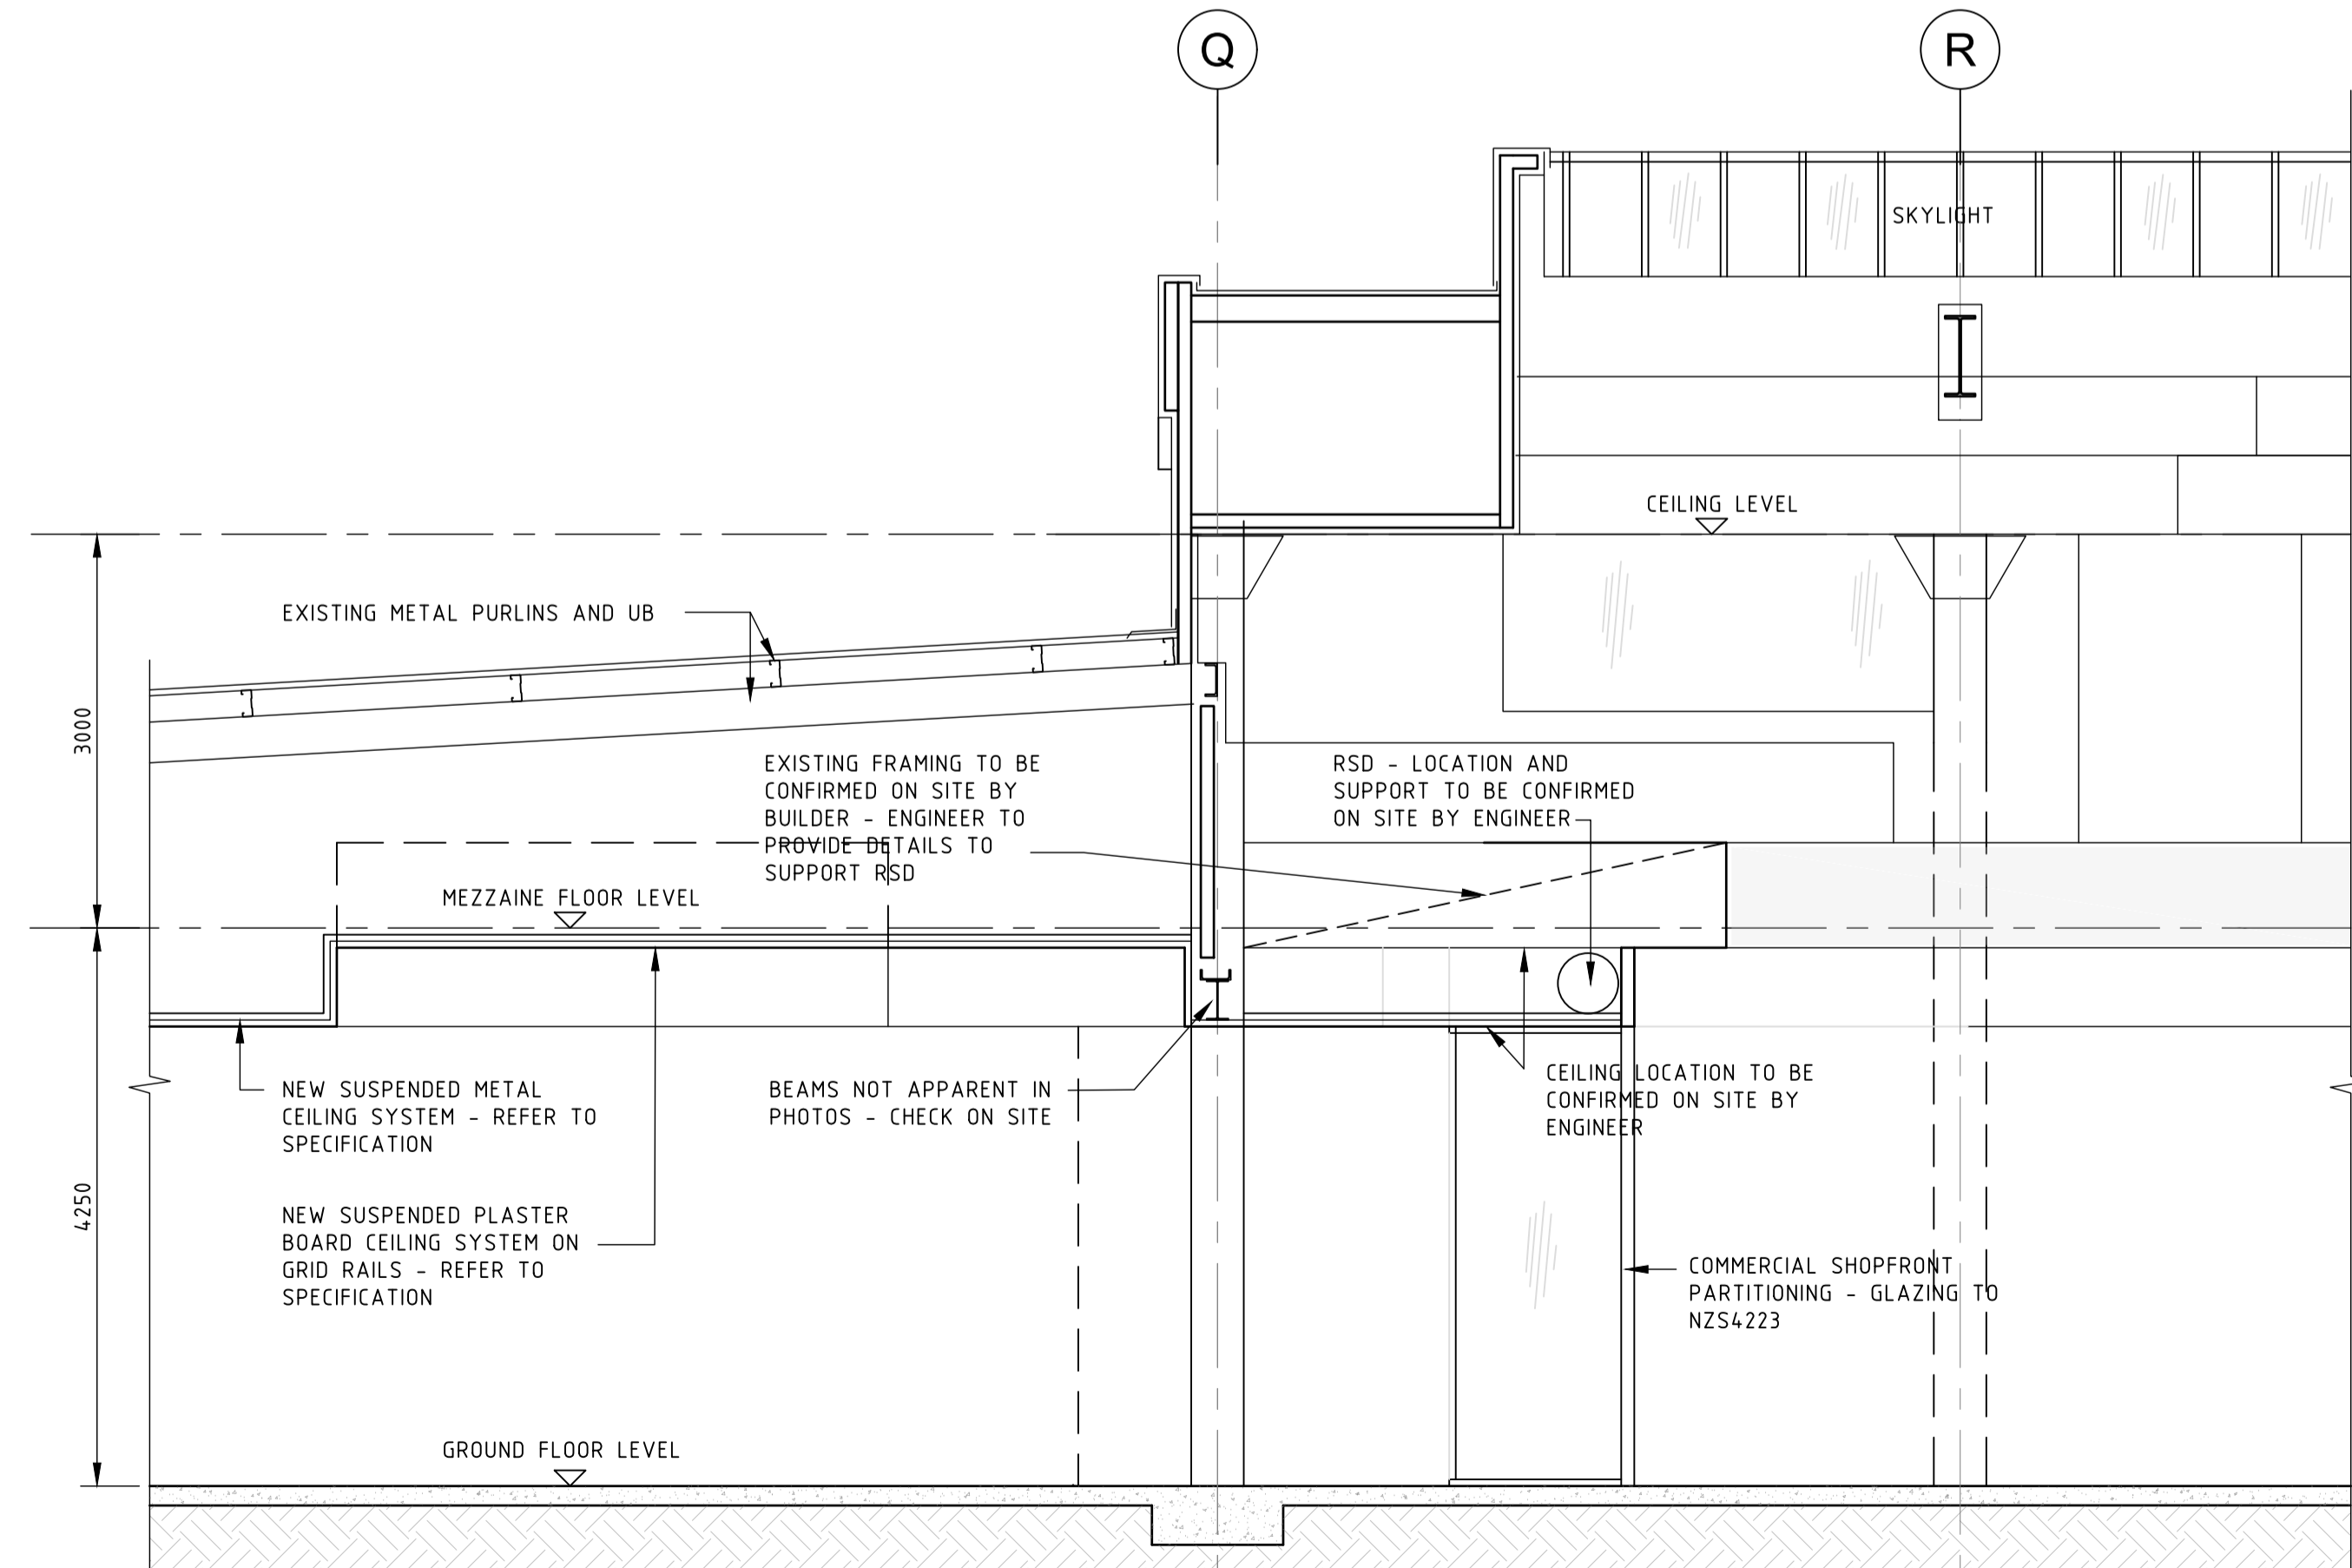 Q
R
SKYLIGHT
CEILING LEVEL
EXISTING METAL PURLINS AND UB
3000
EXISTING FRAMING TO BE
CONFIRMED ON SITE BY
BUILDER - ENGINEER TO
PROVIDE DETAILS TO
SUPPORT RSD
RSD - LOCATION AND
SUPPORT TO BE CONFIRMED
ON SITE BY ENGINEER
MEZZAINE FLOOR LEVEL
NEW SUSPENDED METAL
CEILING SYSTEM - REFER TO
SPECIFICATION
BEAMS NOT APPARENT IN
PHOTOS - CHECK ON SITE
CEILING LOCATION TO BE
CONFIRMED ON SITE BY
ENGINEER
4250
NEW SUSPENDED PLASTER
BOARD CEILING SYSTEM ON
GRID RAILS - REFER TO
SPECIFICATION
COMMERCIAL SHOPFRONT
PARTITIONING - GLAZING TO
NZS4223
GROUND FLOOR LEVEL